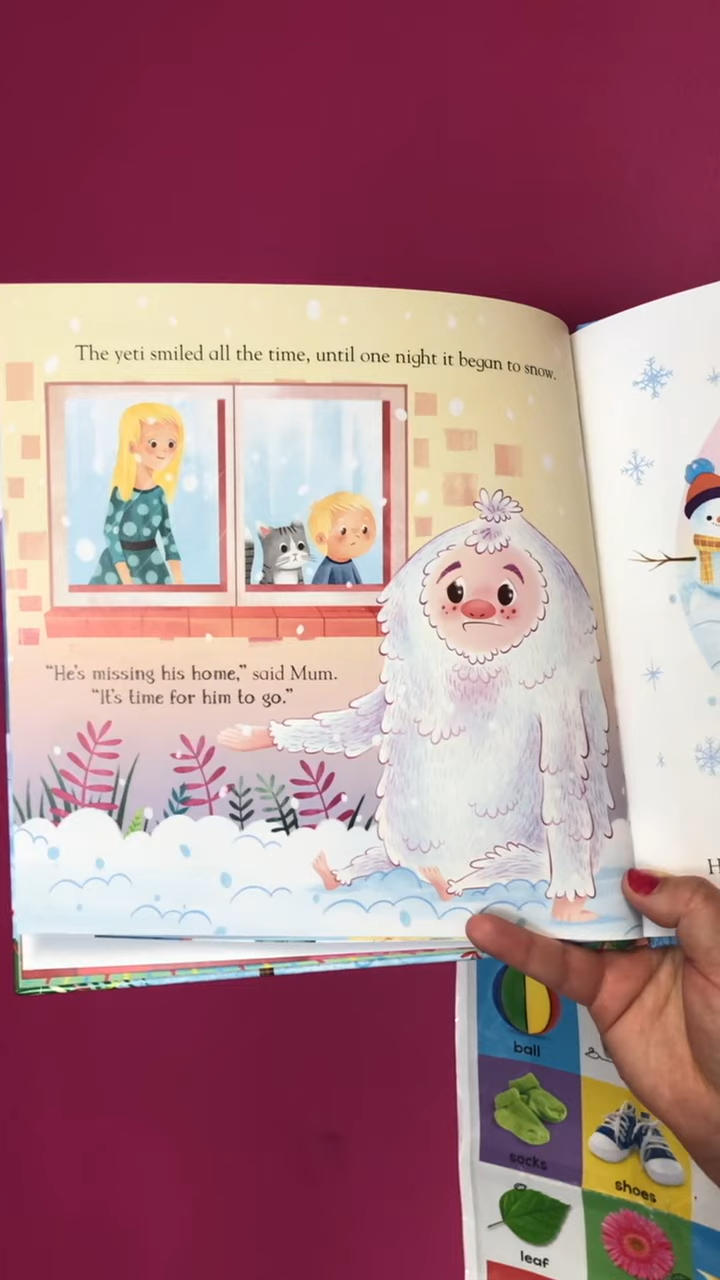 The yeti smiled all the time, until one night it began to snow.
“He’s missing his home,” said Mum.
“It’s time for him to go.”
H
ball
socks
shoes
leaf